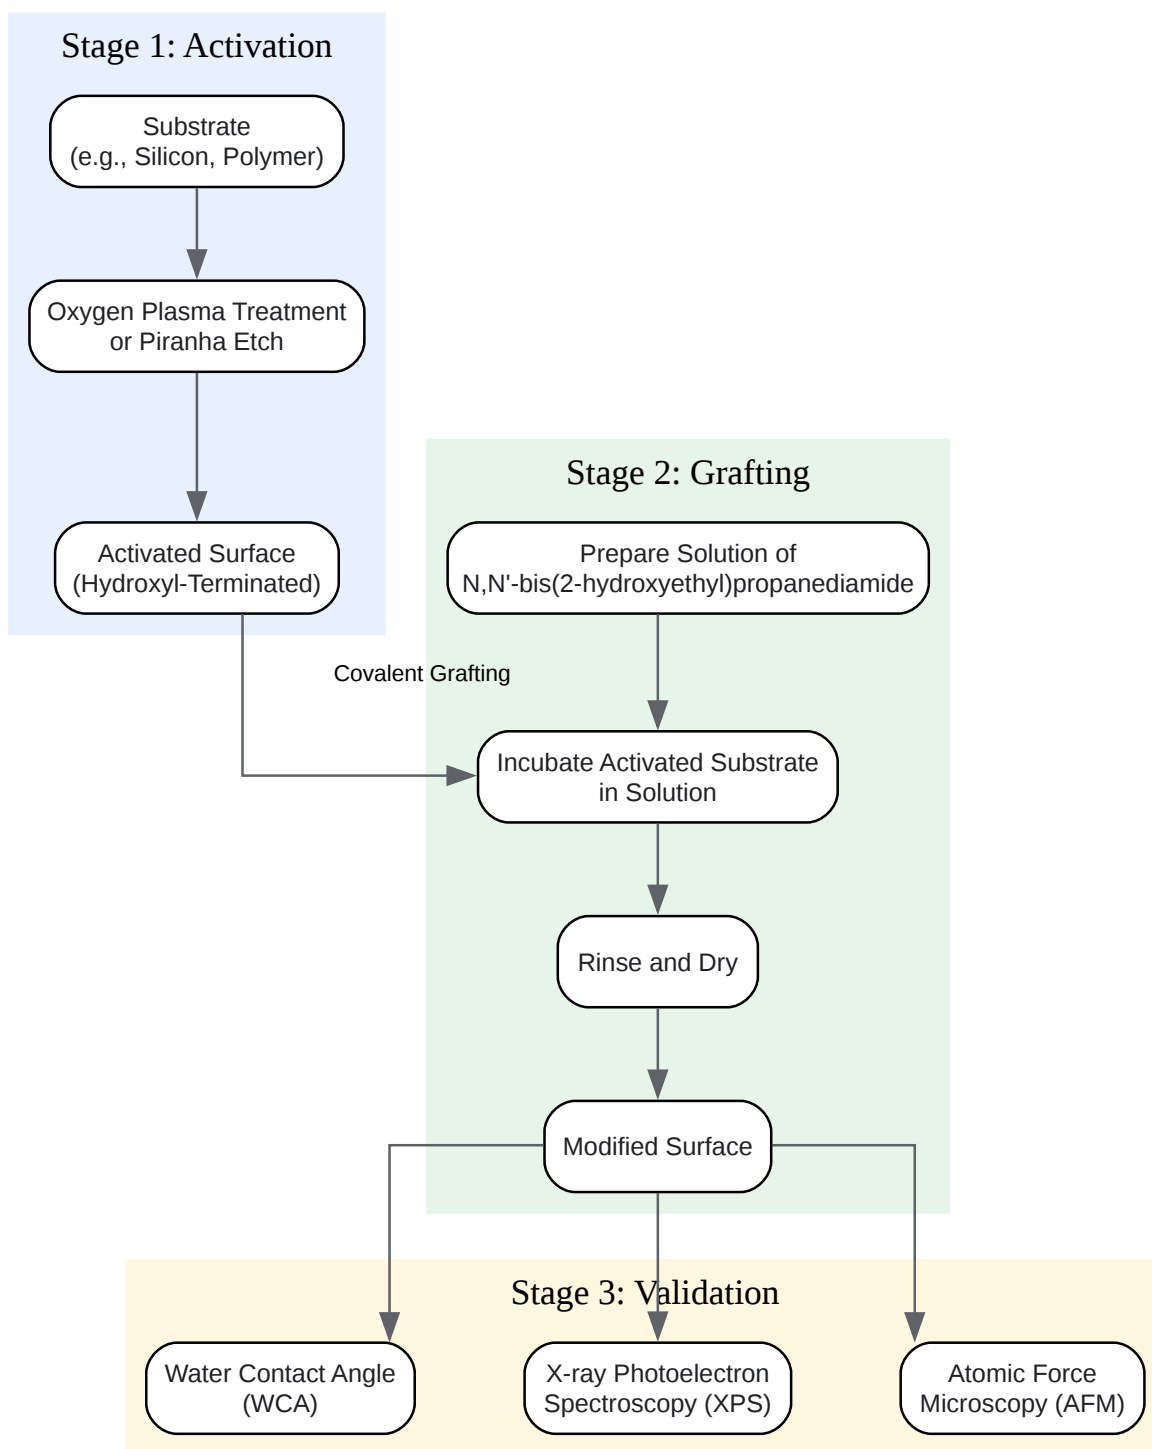 Stage 1: Activation
Substrate
(e.g., Silicon, Polymer)
Oxygen Plasma Treatment
or Piranha Etch
Activated Surface
(Hydroxyl-Terminated)
Stage 2: Grafting
Prepare Solution of
N,N'-bis(2-hydroxyethyl)propanediamide
Covalent Grafting
Incubate Activated Substrate
in Solution
Rinse and Dry
Modified Surface
Stage 3: Validation
Water Contact Angle
(WCA)
X-ray Photoelectron
Spectroscopy (XPS)
Atomic Force
Microscopy (AFM)